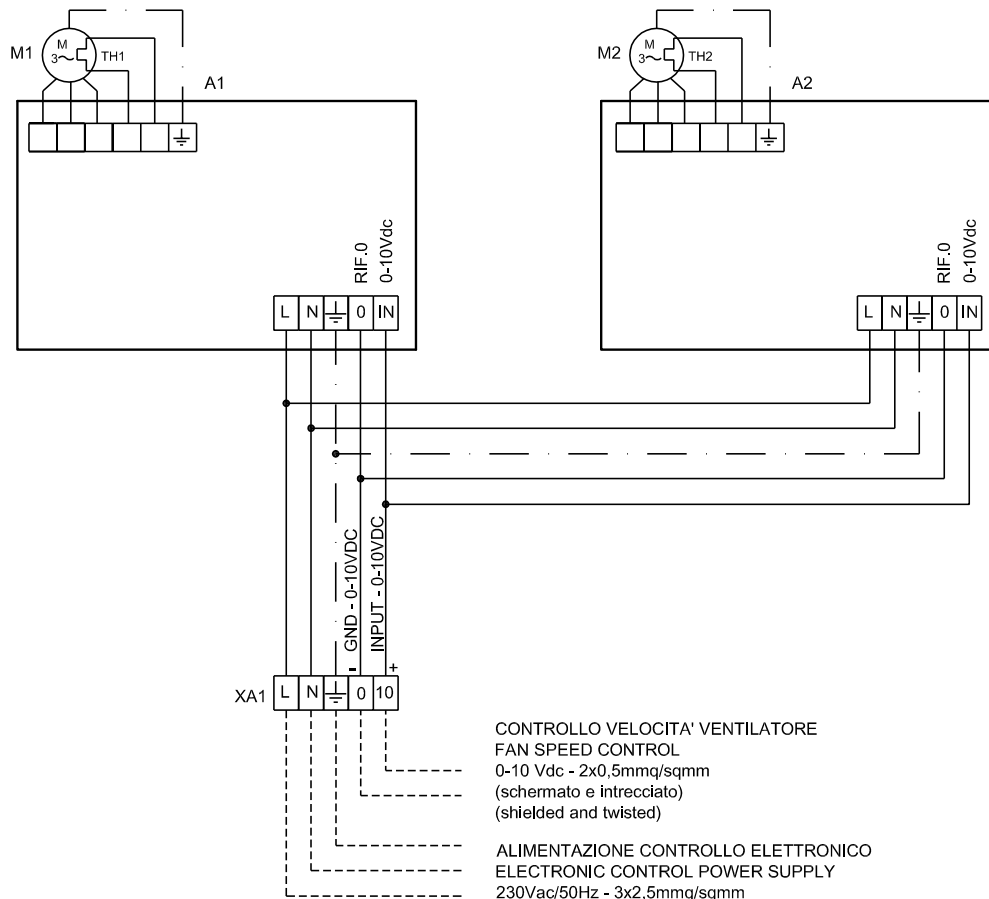 M1
M
3~
TH1
A1
M2
M
3~
TH2
A2
RIF.0
0-10Vdc
RIF.0
0-10Vdc
L N 0 IN
L N 0 IN
GND - 0-10VDC
INPUT - 0-10VDC
- +
XA1 L N 0 10
CONTROLLO VELOCITA' VENTILATORE
FAN SPEED CONTROL
0-10 Vdc - 2x0,5mmq/sqmm
(schermato e intrecciato)
(shielded and twisted)
ALIMENTAZIONE CONTROLLO ELETTRONICO
ELECTRONIC CONTROL POWER SUPPLY
230Vac/50Hz - 3x2,5mmq/sqmm